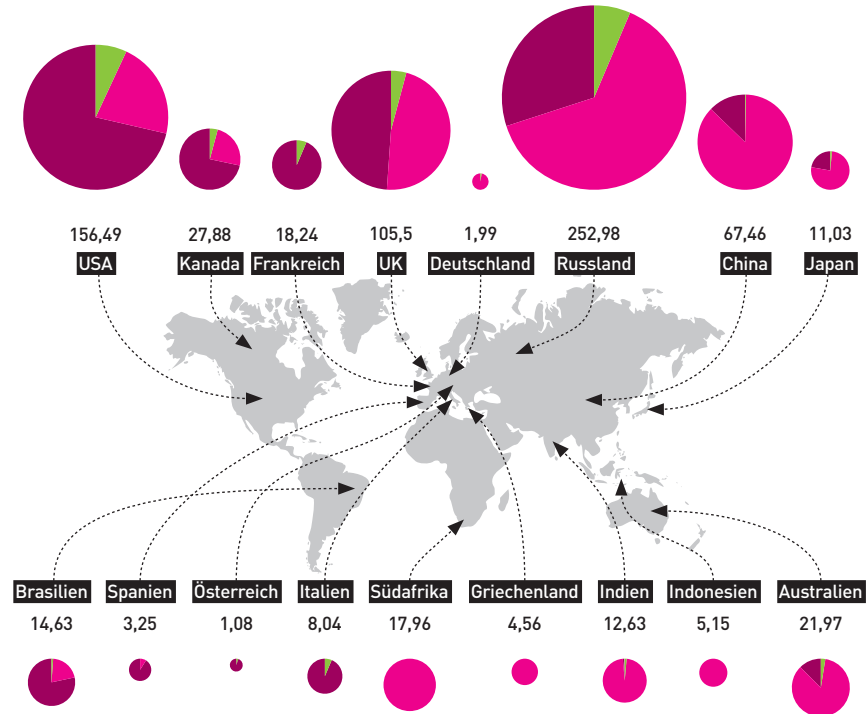 156,49 27,88 18,24 105,5 1,99 252,98 67,46 11,03
USA Kanada Frankreich UK Deutschland Russland China Japan
Brasilien Spanien Österreich Italien Südafrika Griechenland Indien Indonesien Australien
14,63 3,25 1,08 8,04 17,96 4,56 12,63 5,15 21,97